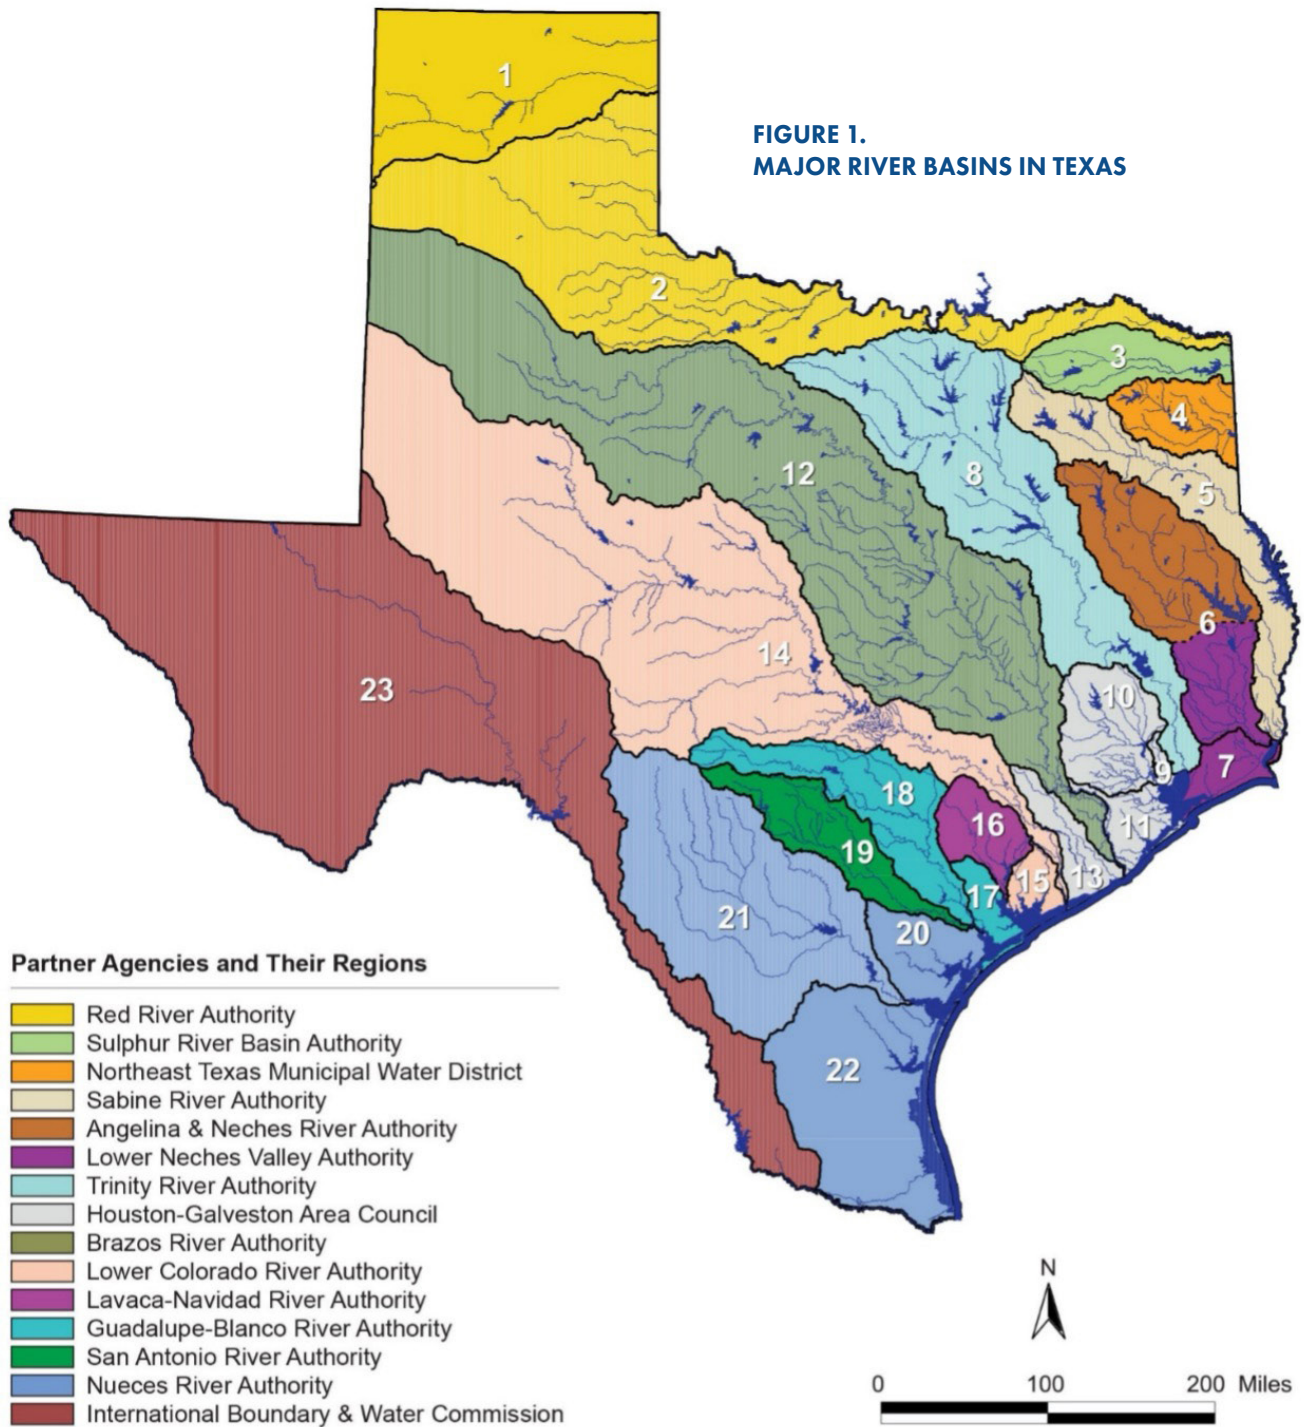 FIGURE 1.
MAJOR RIVER BASINS IN TEXAS
1
2
3
4
5
6
7
8
9
10
11
12
13
14
15
16
17
18
19
20
21
22
23
Partner Agencies and Their Regions
Red River Authority
Sulphur River Basin Authority
Northeast Texas Municipal Water District
Sabine River Authority
Angelina & Neches River Authority
Lower Neches Valley Authority
Trinity River Authority
Houston-Galveston Area Council
Brazos River Authority
Lower Colorado River Authority
Lavaca-Navidad River Authority
Guadalupe-Blanco River Authority
San Antonio River Authority
Nueces River Authority
International Boundary & Water Commission
N
0 100 200 Miles